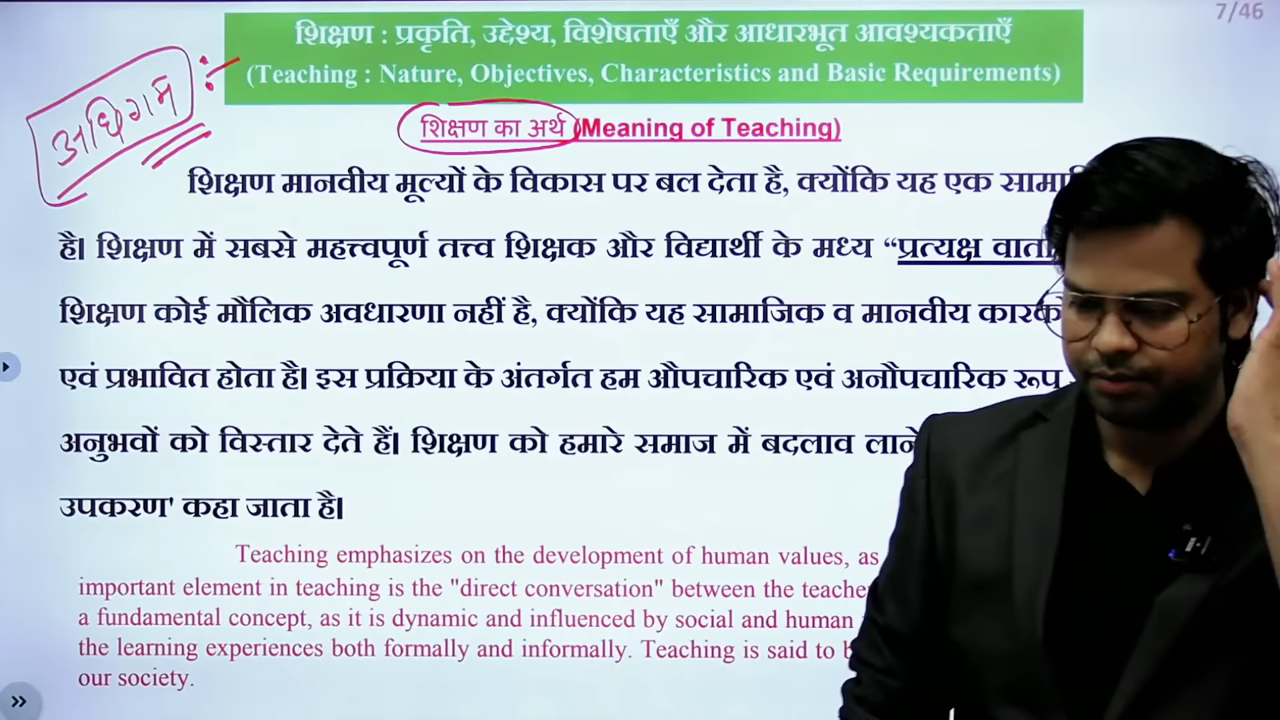 7/46
शिक्षण : प्रकृति, उद्देश्य, विशेषताएँ और आधारभूत आवश्यकताएँ
(Teaching : Nature, Objectives, Characteristics and Basic Requirements)
अधिगम :-
शिक्षण का अर्थ (Meaning of Teaching)
शिक्षण मानवीय मूल्यों के विकास पर बल देता है, क्योंकि यह एक
है। शिक्षण में सबसे महत्त्वपूर्ण तत्त्व शिक्षक और विद्यार्थी के मध्य “प्रत्यक्ष
शिक्षण कोई मौलिक अवधारणा नहीं है, क्योंकि यह सामाजिक व मानवीय
एवं प्रभावित होता है। इस प्रक्रिया के अंतर्गत हम औपचारिक एवं अनौपचारिक रूप
अनुभवों को विस्तार देते हैं। शिक्षण को हमारे समाज में बदलाव
उपकरण' कहा जाता है।
Teaching emphasizes on the development of human values, as
important element in teaching is the "direct conversation" between the
a fundamental concept, as it is dynamic and influenced by social and human
the learning experiences both formally and informally. Teaching is said to
our society.